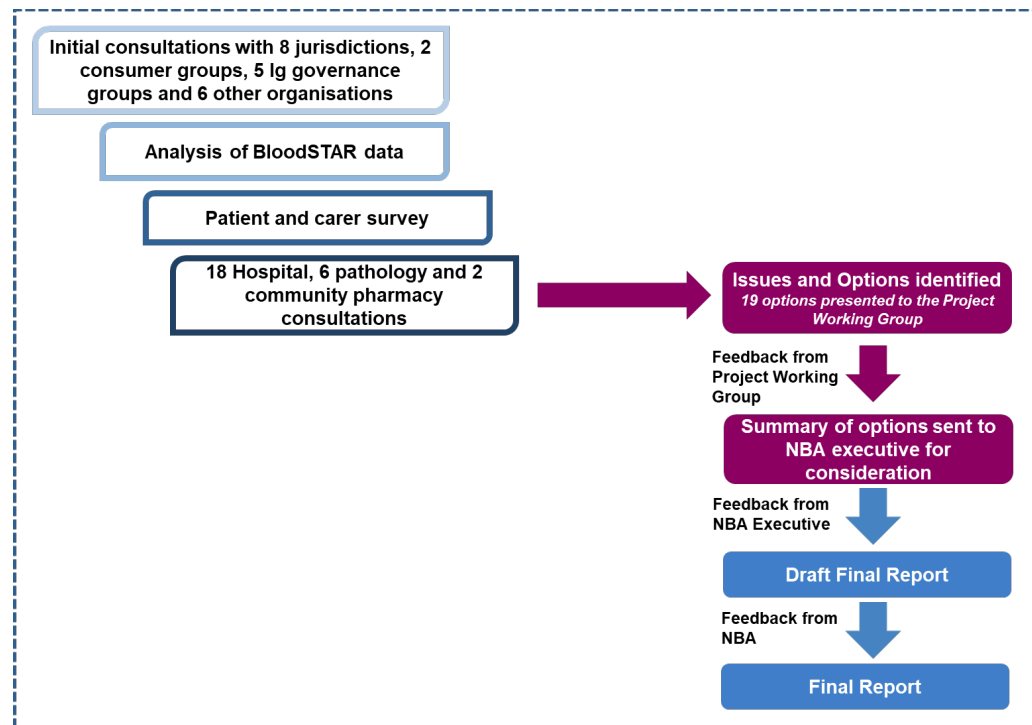 Initial consultations with 8 jurisdictions, 2
consumer groups, 5 Ig governance
groups and 6 other organisations
Analysis of BloodSTAR data
Patient and carer survey
18 Hospital, 6 pathology and 2
community pharmacy
consultations
Issues and Options identified
19 options presented to the Project
Working Group
Feedback from
Project Working
Group
Summary of options sent to
NBA executive for
consideration
Feedback from
NBA Executive
Draft Final Report
Feedback from
NBA
Final Report